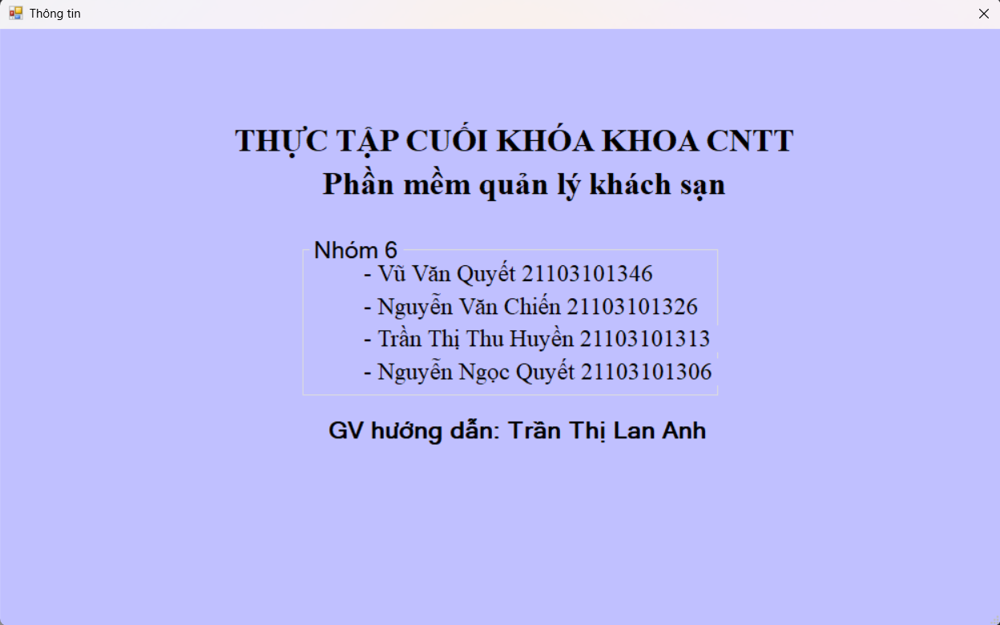 Thông tin
THỰC TẬP CUỐI KHÓA KHOA CNTT
Phần mềm quản lý khách sạn
Nhóm 6
- Vũ Văn Quyết 21103101346
- Nguyễn Văn Chiến 21103101326
- Trần Thị Thu Huyền 21103101313
- Nguyễn Ngọc Quyết 21103101306
GV hướng dẫn: Trần Thị Lan Anh